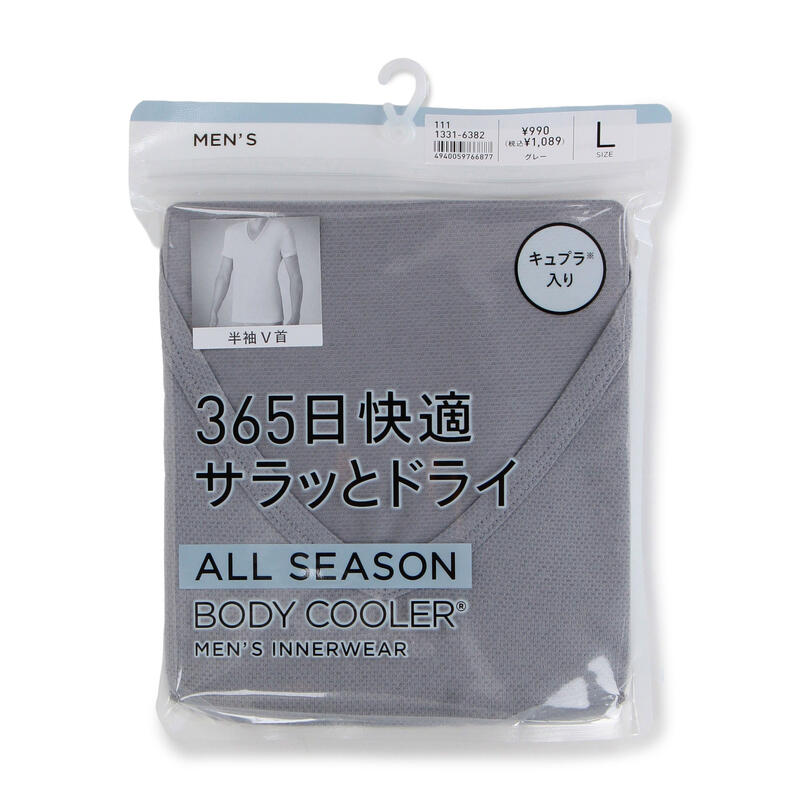 MEN'S
111
1331-6382
4940059766877
¥990
(税込¥1,089)
グレー
L
SIZE
半袖V首
キュプラ※
入り
365日快適
サラッとドライ
ALL SEASON
BODY COOLER®
MEN'S INNERWEAR